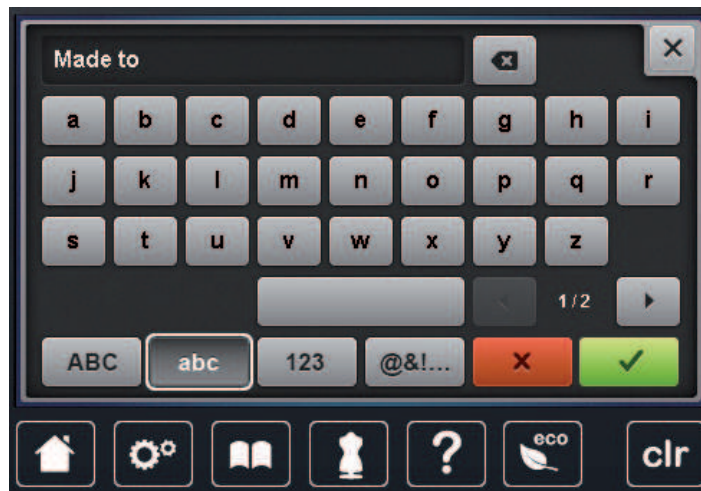 Made to
a b c d e f g h i
j k l m n o p q r
s t u v w x y z
1/2
ABC abc 123 @&!...
? eco clr